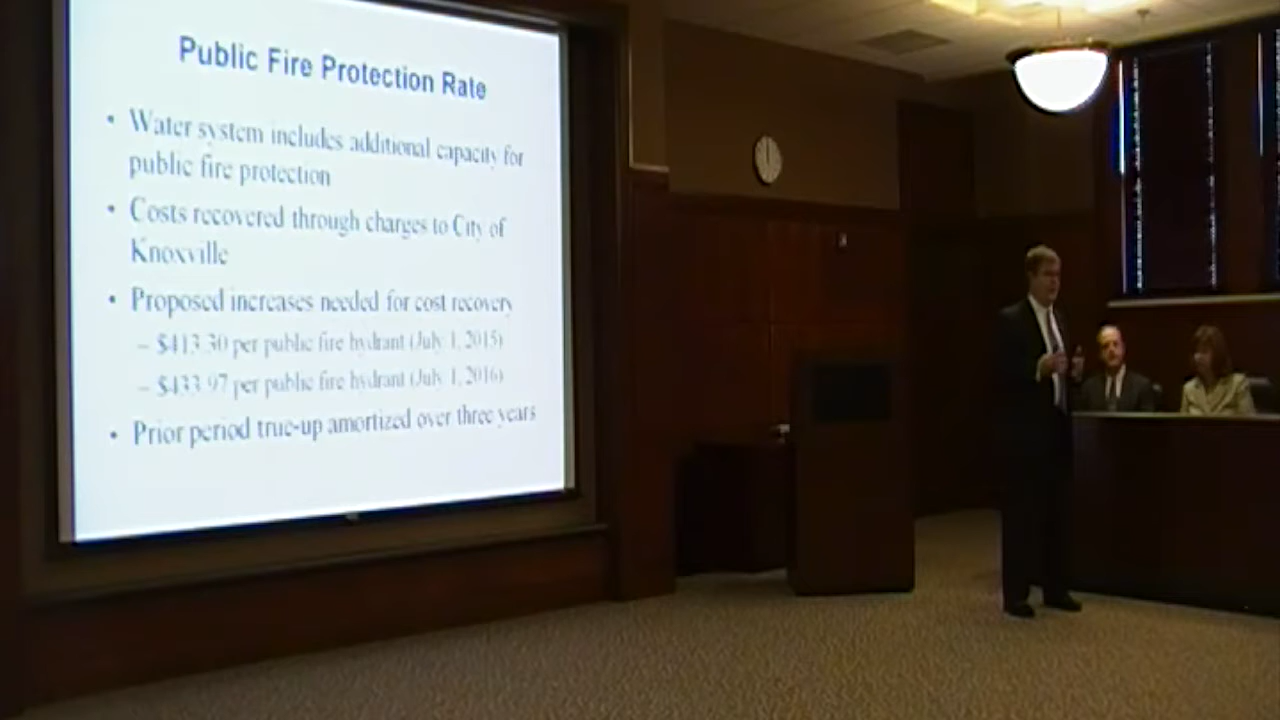 Public Fire Protection Rate
• Water system includes additional capacity for
public fire protection
• Costs recovered through charges to City of
Knoxville
• Proposed increases needed for cost recovery
– $413.30 per public fire hydrant (July 1, 2015)
– $433.97 per public fire hydrant (July 1, 2016)
• Prior period true-up amortized over three years